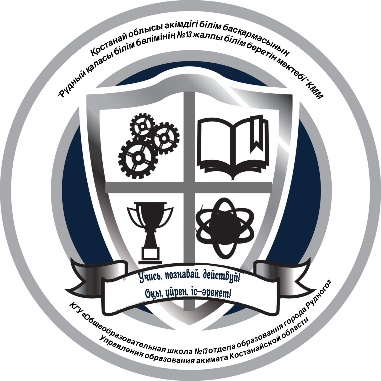 Қостанай облысы әкімдігі білім басқармасының
"Рудный қаласы білім бөлімінің №13 жалпы білім беретін мектебі" КММ
Учись, познавай, действуй!
Оқы, үйрен, іс-әрекет!
КГУ «Общеобразовательная школа №13 отдела образования города Рудного»
Управления образования акимата Костанайской области